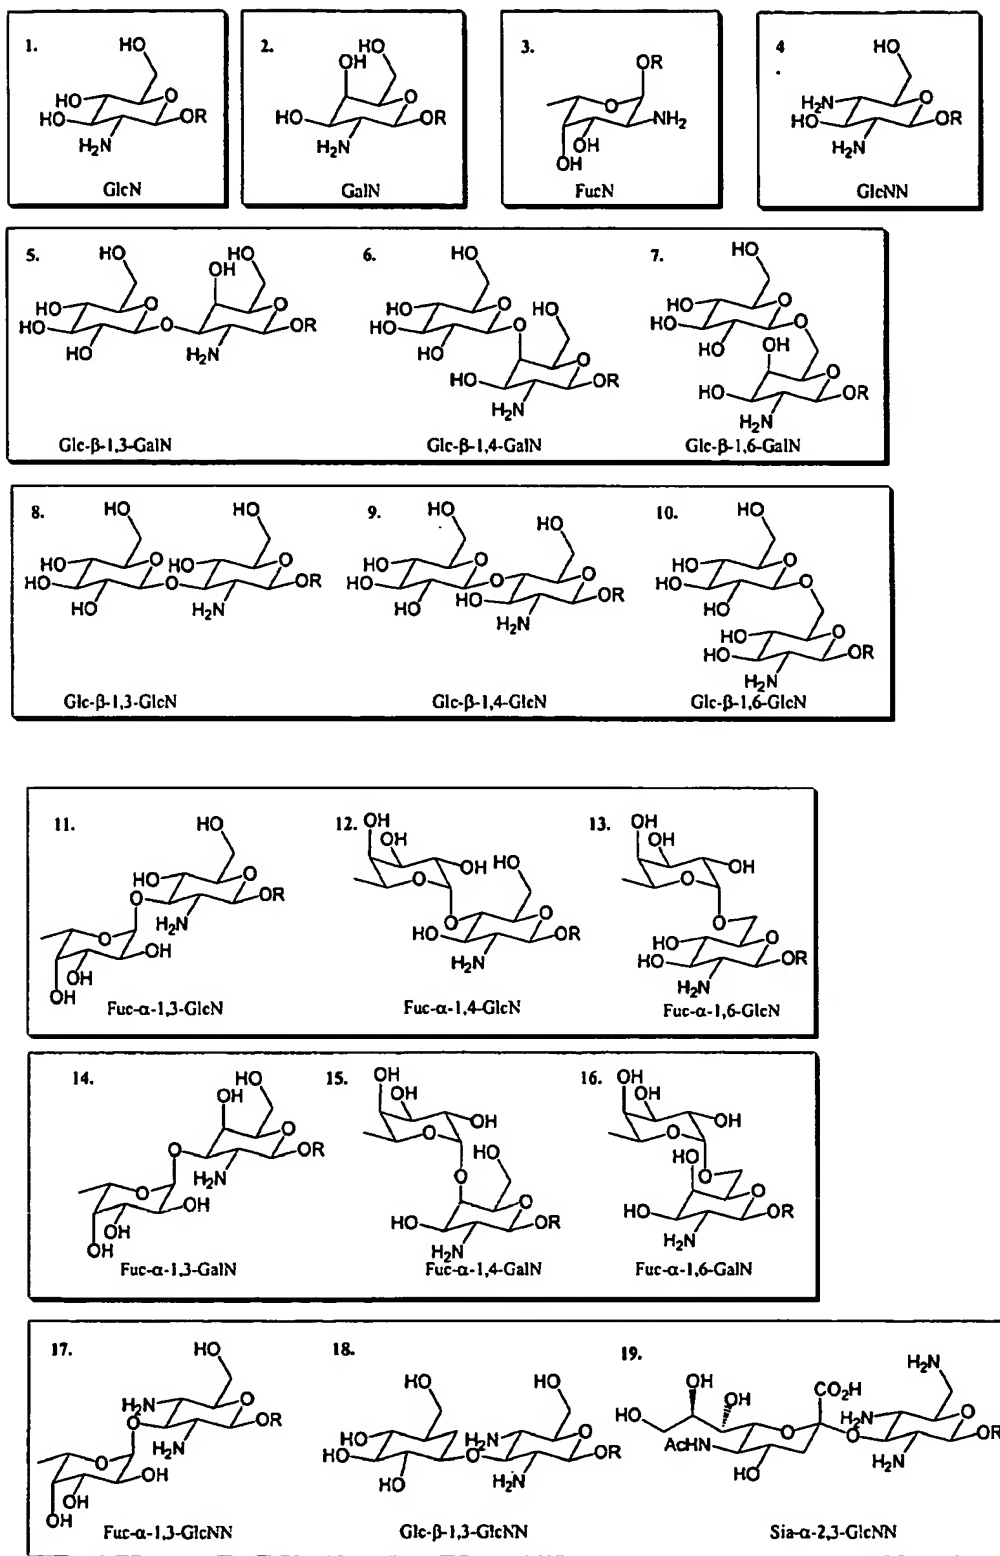 1.
HO
HO
HO
O
OR
H₂N
GlcN
2.
HO
OH
HO
O
OR
H₂N
GalN
3.
OR
O
NH₂
OH
OH
FucN
4
HO
H₂N
HO
O
OR
H₂N
GlcNN
5.
HO
HO
HO
OH
O
O
HO
OH
O
OR
H₂N
Glc-β-1,3-GalN
6.
HO
HO
HO
HO
O
O
HO
HO
O
OR
H₂N
Glc-β-1,4-GalN
7.
HO
HO
HO
HO
O
O
OH
HO
O
OR
H₂N
Glc-β-1,6-GalN
8.
HO
HO
HO
HO
O
O
HO
HO
O
OR
H₂N
Glc-β-1,3-GlcN
9.
HO
HO
HO
HO
O
O
HO
HO
O
OR
H₂N
Glc-β-1,4-GlcN
10.
HO
HO
HO
HO
O
O
HO
HO
O
OR
H₂N
Glc-β-1,6-GlcN
11.
HO
HO
O
O
OR
H₂N
O
OH
OH
OH
Fuc-α-1,3-GlcN
12.
OH
OH
OH
O
O
HO
HO
O
OR
H₂N
Fuc-α-1,4-GlcN
13.
OH
OH
OH
O
O
HO
HO
O
OR
H₂N
Fuc-α-1,6-GlcN
14.
HO
OH
O
O
OR
H₂N
O
OH
OH
OH
Fuc-α-1,3-GalN
15.
OH
OH
OH
O
O
HO
HO
O
OR
H₂N
Fuc-α-1,4-GalN
16.
OH
OH
OH
O
O
HO
HO
O
OR
H₂N
Fuc-α-1,6-GalN
17.
HO
H₂N
O
O
OR
H₂N
O
OH
OH
OH
Fuc-α-1,3-GlcNN
18.
HO
HO
HO
HO
O
HO
H₂N
O
OR
H₂N
Glc-β-1,3-GlcNN
19.
OH
OH
HO
AcHN
HO
O
CO₂H
O
H₂N
H₂N
O
OR
H₂N
Sia-α-2,3-GlcNN